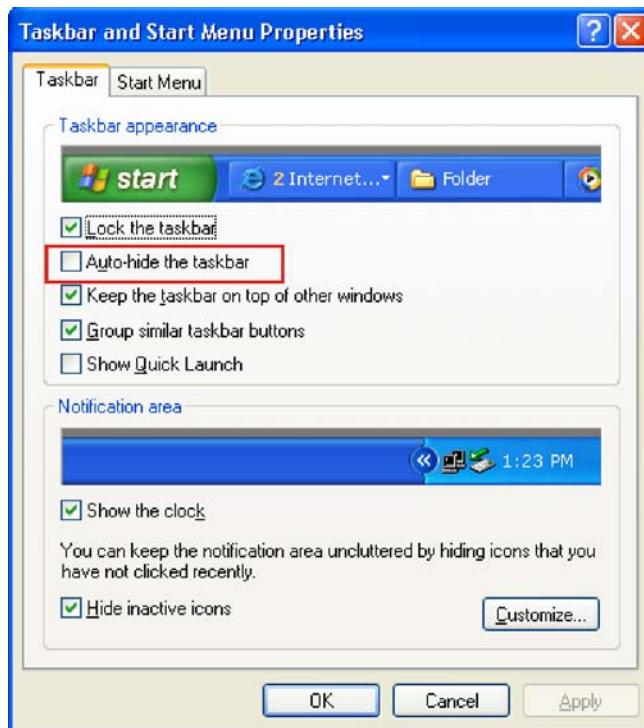 Taskbar and Start Menu Properties
Taskbar Start Menu
Taskbar appearance
start 2 Internet... Folder
Lock the taskbar
Auto-hide the taskbar
Keep the taskbar on top of other windows
Group similar taskbar buttons
Show Quick Launch
Notification area
1:23 PM
Show the clock
You can keep the notification area uncluttered by hiding icons that you
have not clicked recently.
Hide inactive icons Customize...
OK Cancel Apply